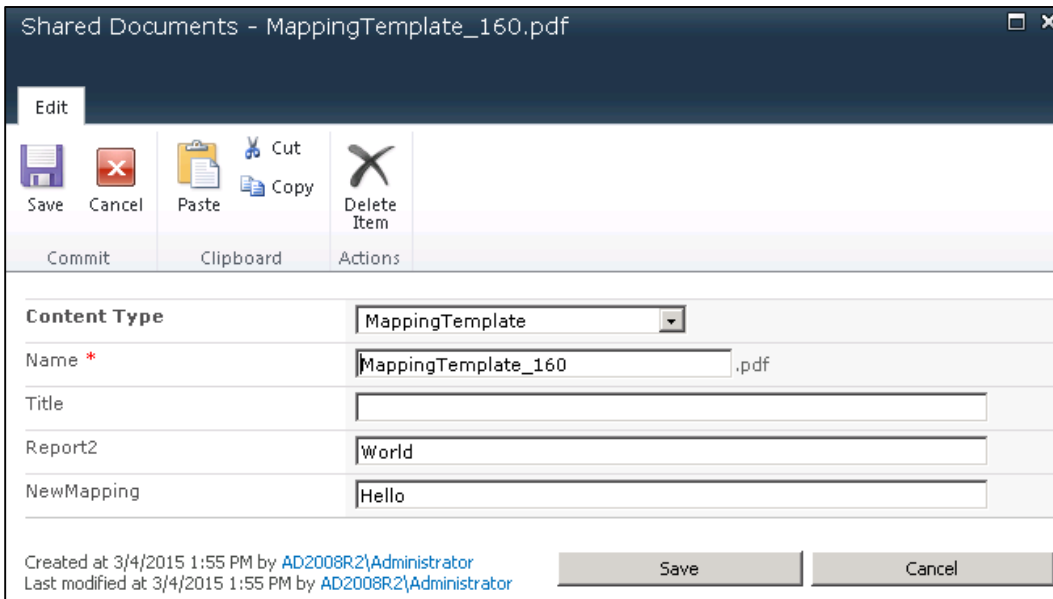 Shared Documents - MappingTemplate_160.pdf
Edit
Save
Cancel
Paste
Cut
Copy
Delete
Item
Commit
Clipboard
Actions
Content Type
MappingTemplate
Name *
MappingTemplate_160
.pdf
Title
Report2
World
NewMapping
Hello
Created at 3/4/2015 1:55 PM by AD2008R2\Administrator
Last modified at 3/4/2015 1:55 PM by AD2008R2\Administrator
Save
Cancel